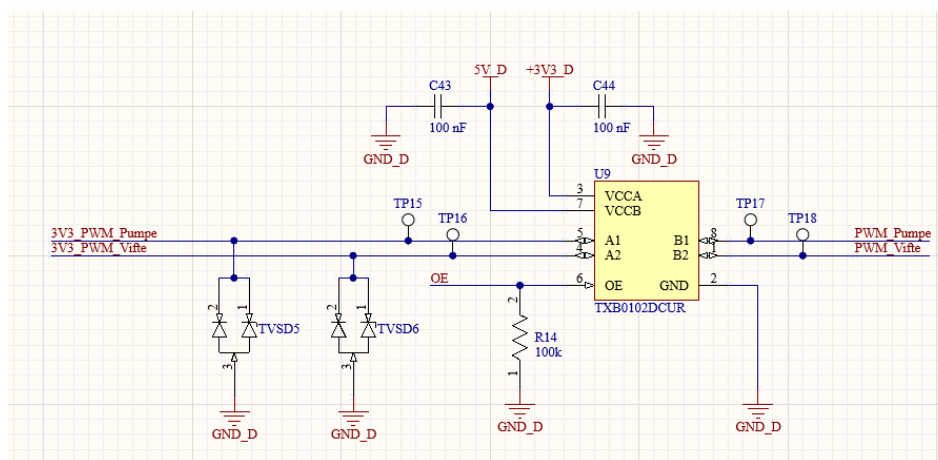 5V_D +3V3_D
C43 C44
100 nF 100 nF
GND_D GND_D
U9
3 VCCA
7 VCCB
TP15 TP16 TP17 TP18
3V3_PWM_Pumpe 5 A1 B1 8 PWM_Pumpe
3V3_PWM_Vifte 4 A2 B2 1 PWM_Vifte
OE 6 OE GND 2
TXB0102DCUR
2 1 TVSD5 2 1 TVSD6
2 R14
100k
3 3 1
GND_D GND_D GND_D GND_D